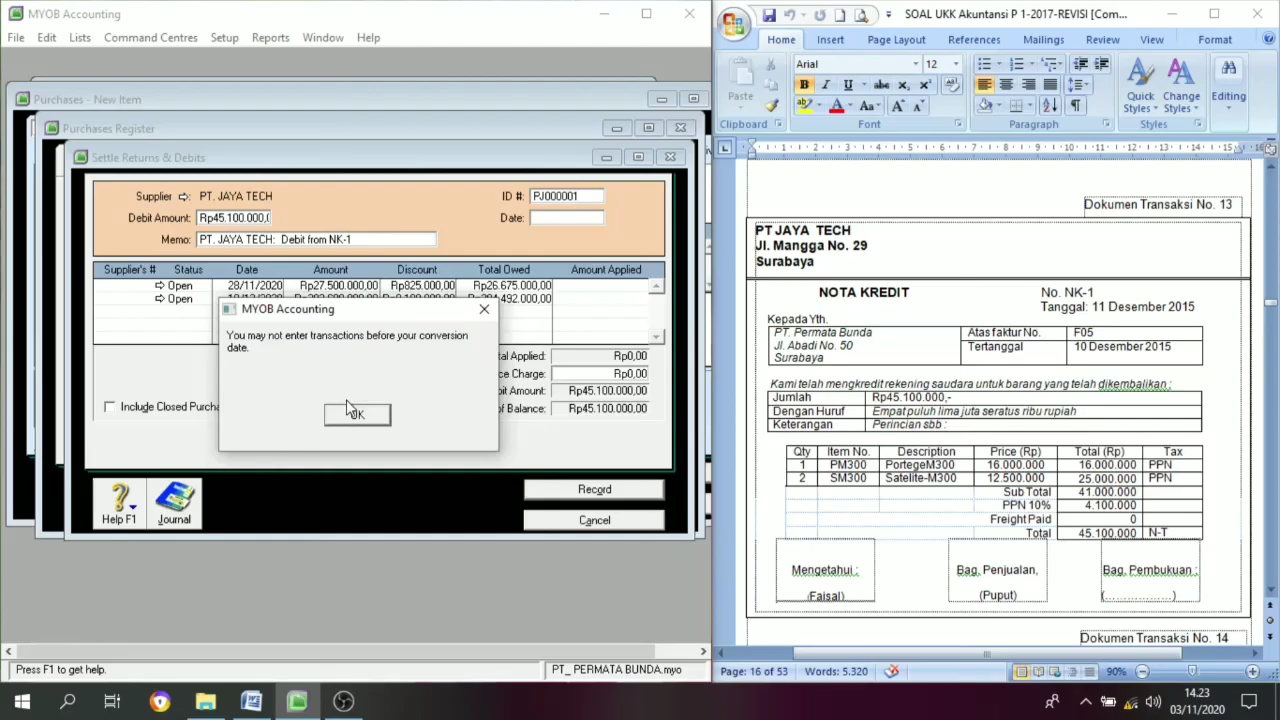 MYOB Accounting
File Edit Lists Command Centres Setup Reports Window Help
Purchases - New Item
Purchases Register
Settle Returns & Debits
Supplier PT. JAYA TECH
ID #: PJ000001
Debit Amount: Rp45.100.000,(
Date:
Memo: PT. JAYA TECH: Debit from NK-1
Supplier's # Status Date Amount Discount Total Owed Amount Applied
Open 28/11/2020 Rp27.500.000,00 Rp825.000,00 Rp26.675.000,00
Open
MYOB Accounting
You may not enter transactions before your conversion
date.
OK
tal Applied: Rp0,00
ce Charge: Rp0,00
bit Amount: Rp45.100.000,00
of Balance: Rp45.100.000,00
Include Closed Purcha
Help F1 Journal
Record
Cancel
Press F1 to get help.
PT_ PERMATA BUNDA.myo
SOAL UKK Akuntansi P 1-2017-REVISI [Com...
Home Insert Page Layout References Mailings Review View Format
Paste
Clipboard
Arial 12
Font
Paragraph
Quick Styles
Change Styles
Styles
Editing
Dokumen Transaksi No. 13
PT JAYA TECH
Jl. Mangga No. 29
Surabaya
NOTA KREDIT
No. NK-1
Tanggal: 11 Desember 2015
Kepada Yth.
PT. Permata Bunda
Jl. Abadi No. 50
Surabaya
Atas faktur No. F05
Tertanggal 10 Desember 2015
Kami telah mengkredit rekening saudara untuk barang yang telah dikembalikan :
Jumlah Rp45.100.000,-
Dengan Huruf Empat puluh lima juta seratus ribu rupiah
Keterangan Perincian sbb :
Qty Item No. Description Price (Rp) Total (Rp) Tax
1 PM300 PortegeM300 16.000.000 16.000.000 PPN
2 SM300 Satelite-M300 12.500.000 25.000.000 PPN
Sub Total 41.000.000
PPN 10% 4.100.000
Freight Paid 0
Total 45.100.000 N-T
Mengetahui :
(Faisal)
Bag. Penjualan,
(Puput)
Bag. Pembukuan :
(………………)
Dokumen Transaksi No. 14
Page: 16 of 53 Words: 5.320 90%
14.23
03/11/2020